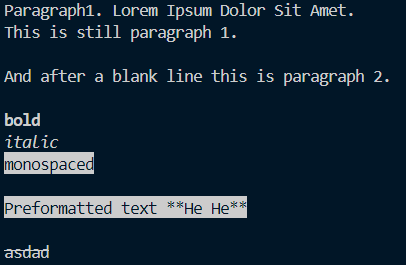 Paragraph1. Lorem Ipsum Dolor Sit Amet.
This is still paragraph 1.
And after a blank line this is paragraph 2.
bold
italic
monospaced
Preformatted text **He He**
asdad